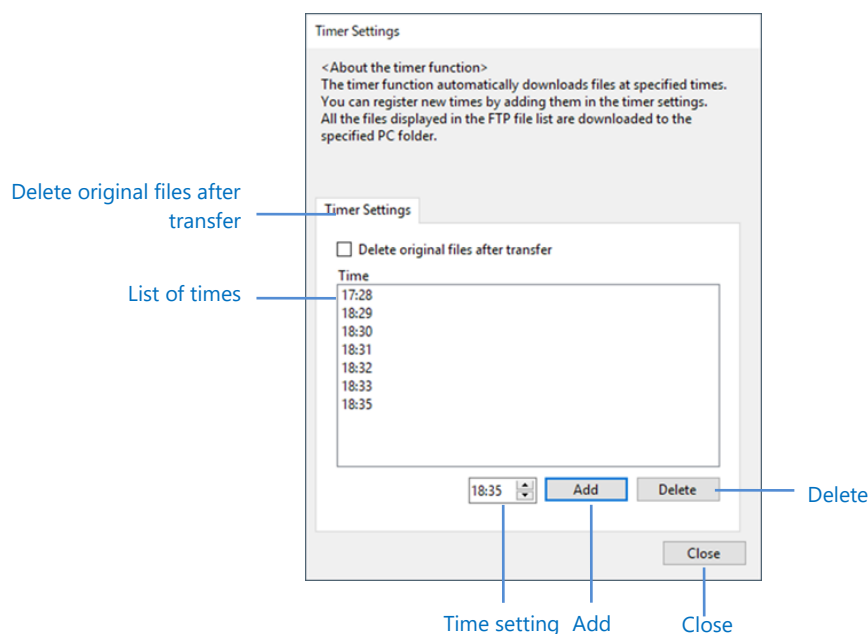 Timer Settings
<About the timer function>
The timer function automatically downloads files at specified times.
You can register new times by adding them in the timer settings.
All the files displayed in the FTP file list are downloaded to the
specified PC folder.
Delete original files after
transfer
Timer Settings
Delete original files after transfer
Time
List of times
17:28
18:29
18:30
18:31
18:32
18:33
18:35
18:35 Add Delete
Delete
Close
Time setting Add Close